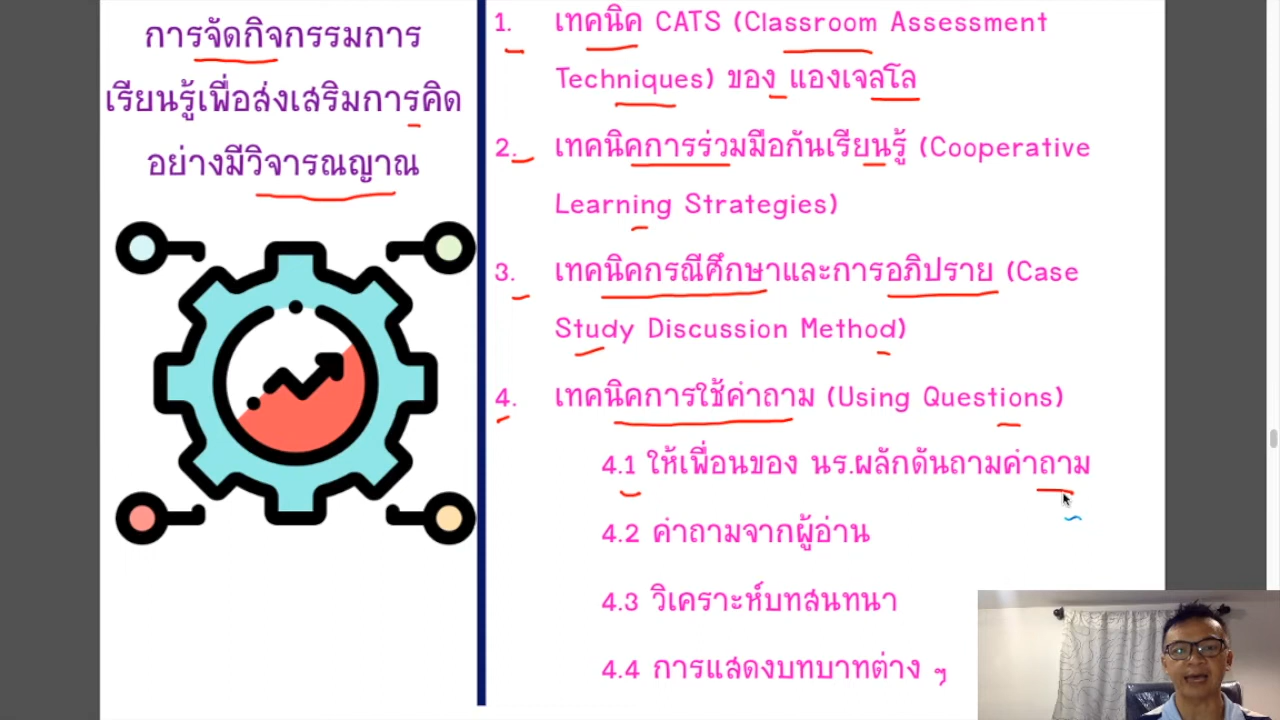 การจัดกิจกรรมการ
เรียนรู้เพื่อส่งเสริมการคิด
อย่างมีวิจารณญาณ
1. เทคนิค CATS (Classroom Assessment
Techniques) ของ แองเจลโล
2. เทคนิคการร่วมมือกันเรียนรู้ (Cooperative
Learning Strategies)
3. เทคนิคกรณีศึกษาและการอภิปราย (Case
Study Discussion Method)
4. เทคนิคการใช้คำถาม (Using Questions)
4.1 ให้เพื่อนของ นร.ผลักดันถามคำถาม
4.2 คำถามจากผู้อ่าน
4.3 วิเคราะห์บทสนทนา
4.4 การแสดงบทบาทต่าง ๆ